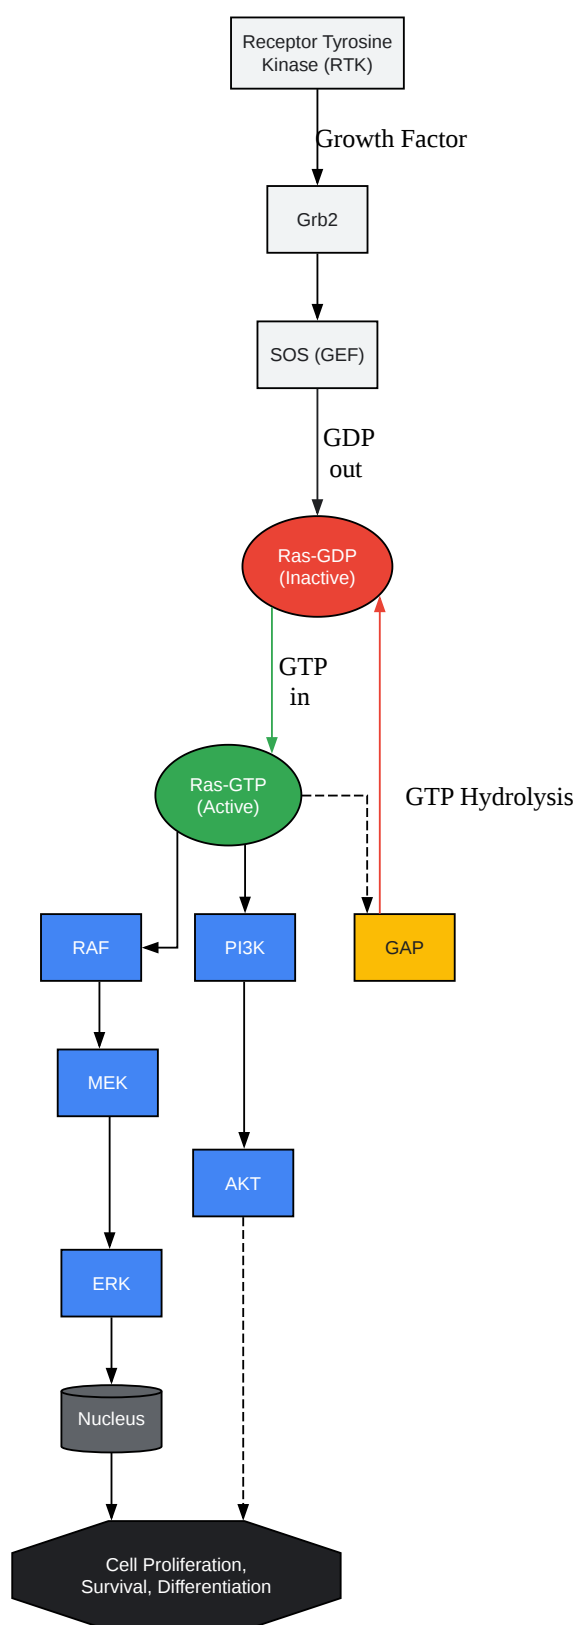 Receptor Tyrosine
Kinase (RTK)
Growth Factor
Grb2
SOS (GEF)
GDP
out
Ras-GDP
(Inactive)
GTP
in
Ras-GTP
(Active)
GTP Hydrolysis
RAF
PI3K
GAP
MEK
AKT
ERK
Nucleus
Cell Proliferation,
Survival, Differentiation